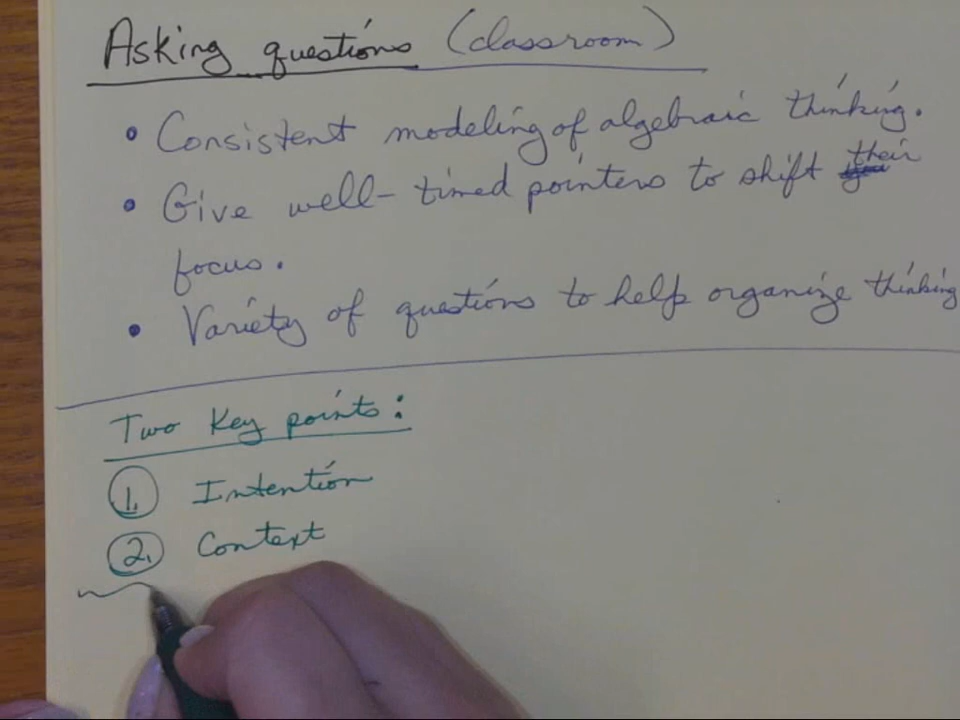 Asking questions (classroom)
• Consistent modeling of algebraic thinking.
• Give well-timed pointers to shift their
focus.
• Variety of questions to help organize thinking
Two Key points:
1. Intention
2. Context